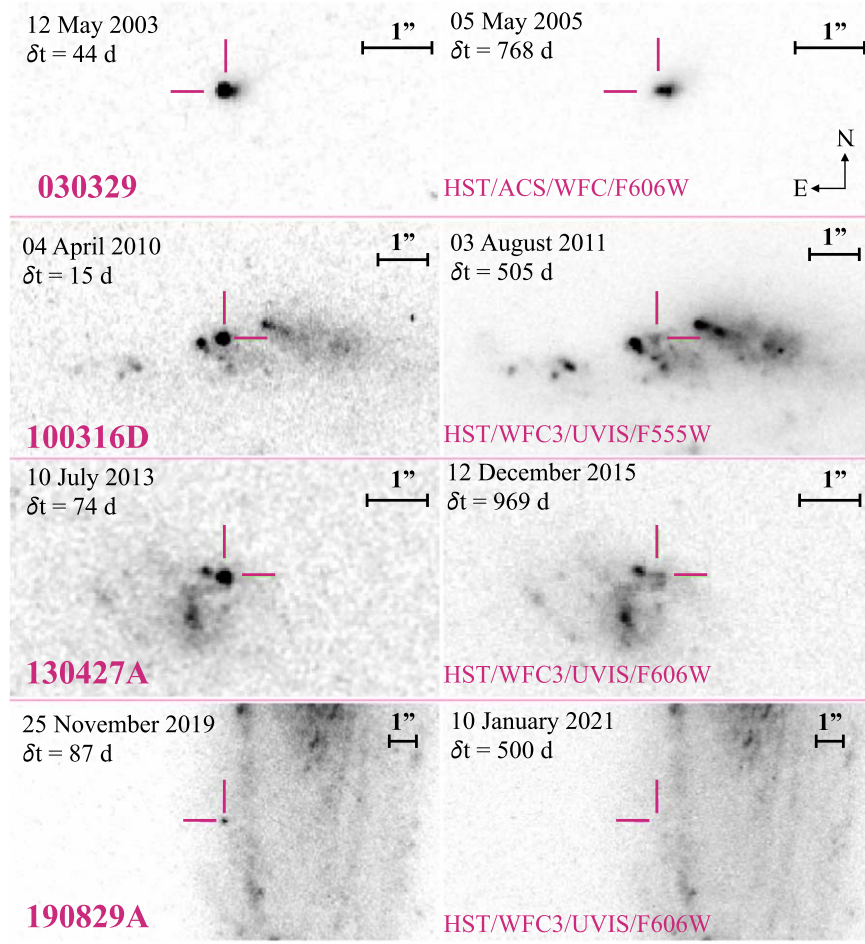 12 May 2003
δt = 44 d
1”
030329
05 May 2005
δt = 768 d
1”
N
E
HST/ACS/WFC/F606W
04 April 2010
δt = 15 d
1”
100316D
03 August 2011
δt = 505 d
1”
HST/WFC3/UVIS/F555W
10 July 2013
δt = 74 d
1”
130427A
12 December 2015
δt = 969 d
1”
HST/WFC3/UVIS/F606W
25 November 2019
δt = 87 d
1”
190829A
10 January 2021
δt = 500 d
1”
HST/WFC3/UVIS/F606W